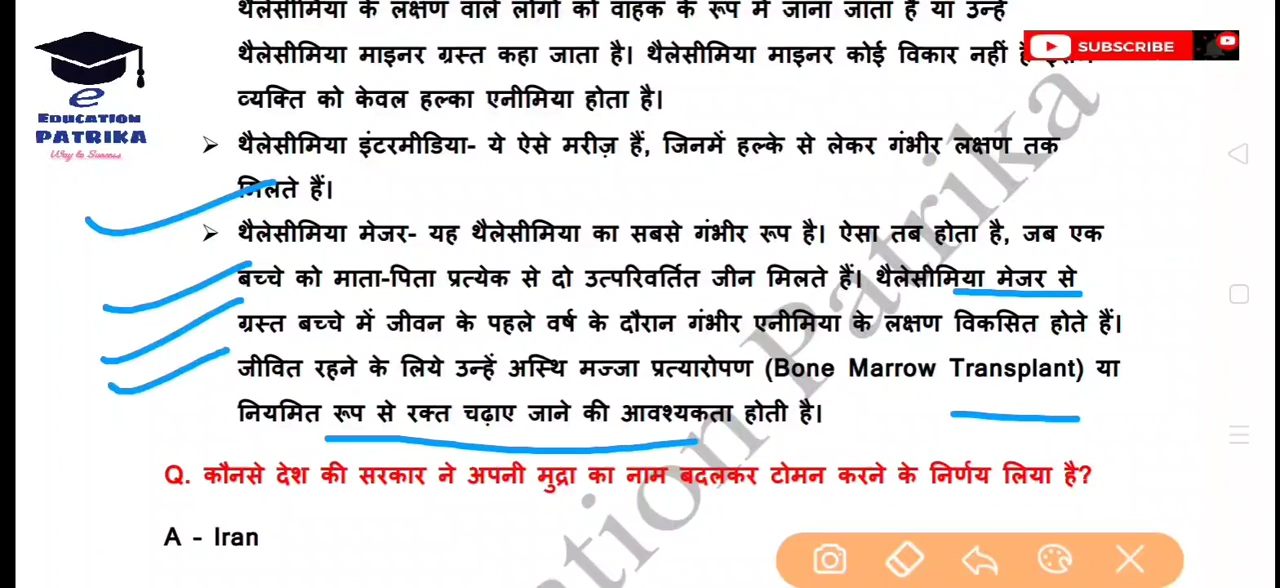 थैलेसीमिया के लक्षण वाले लोगों को वाहक के रूप में जाना जाता है या उन्हें
थैलेसीमिया माइनर ग्रस्त कहा जाता है। थैलेसीमिया माइनर कोई विकार नहीं
SUBSCRIBE
व्यक्ति को केवल हल्का एनीमिया होता है।
e
EDUCATION
PATRIKA
Way to Success
➢ थैलेसीमिया इंटरमीडिया- ये ऐसे मरीज़ हैं, जिनमें हल्के से लेकर गंभीर लक्षण तक
मिलते हैं।
➢ थैलेसीमिया मेजर- यह थैलेसीमिया का सबसे गंभीर रूप है। ऐसा तब होता है, जब एक
बच्चे को माता-पिता प्रत्येक से दो उत्परिवर्तित जीन मिलते हैं। थैलेसीमिया मेजर से
ग्रस्त बच्चे में जीवन के पहले वर्ष के दौरान गंभीर एनीमिया के लक्षण विकसित होते हैं।
जीवित रहने के लिये उन्हें अस्थि मज्जा प्रत्यारोपण (Bone Marrow Transplant) या
नियमित रूप से रक्त चढ़ाए जाने की आवश्यकता होती है।
Q. कौनसे देश की सरकार ने अपनी मुद्रा का नाम बदलकर टोमन करने के निर्णय लिया है?
A - Iran
ation Patrika